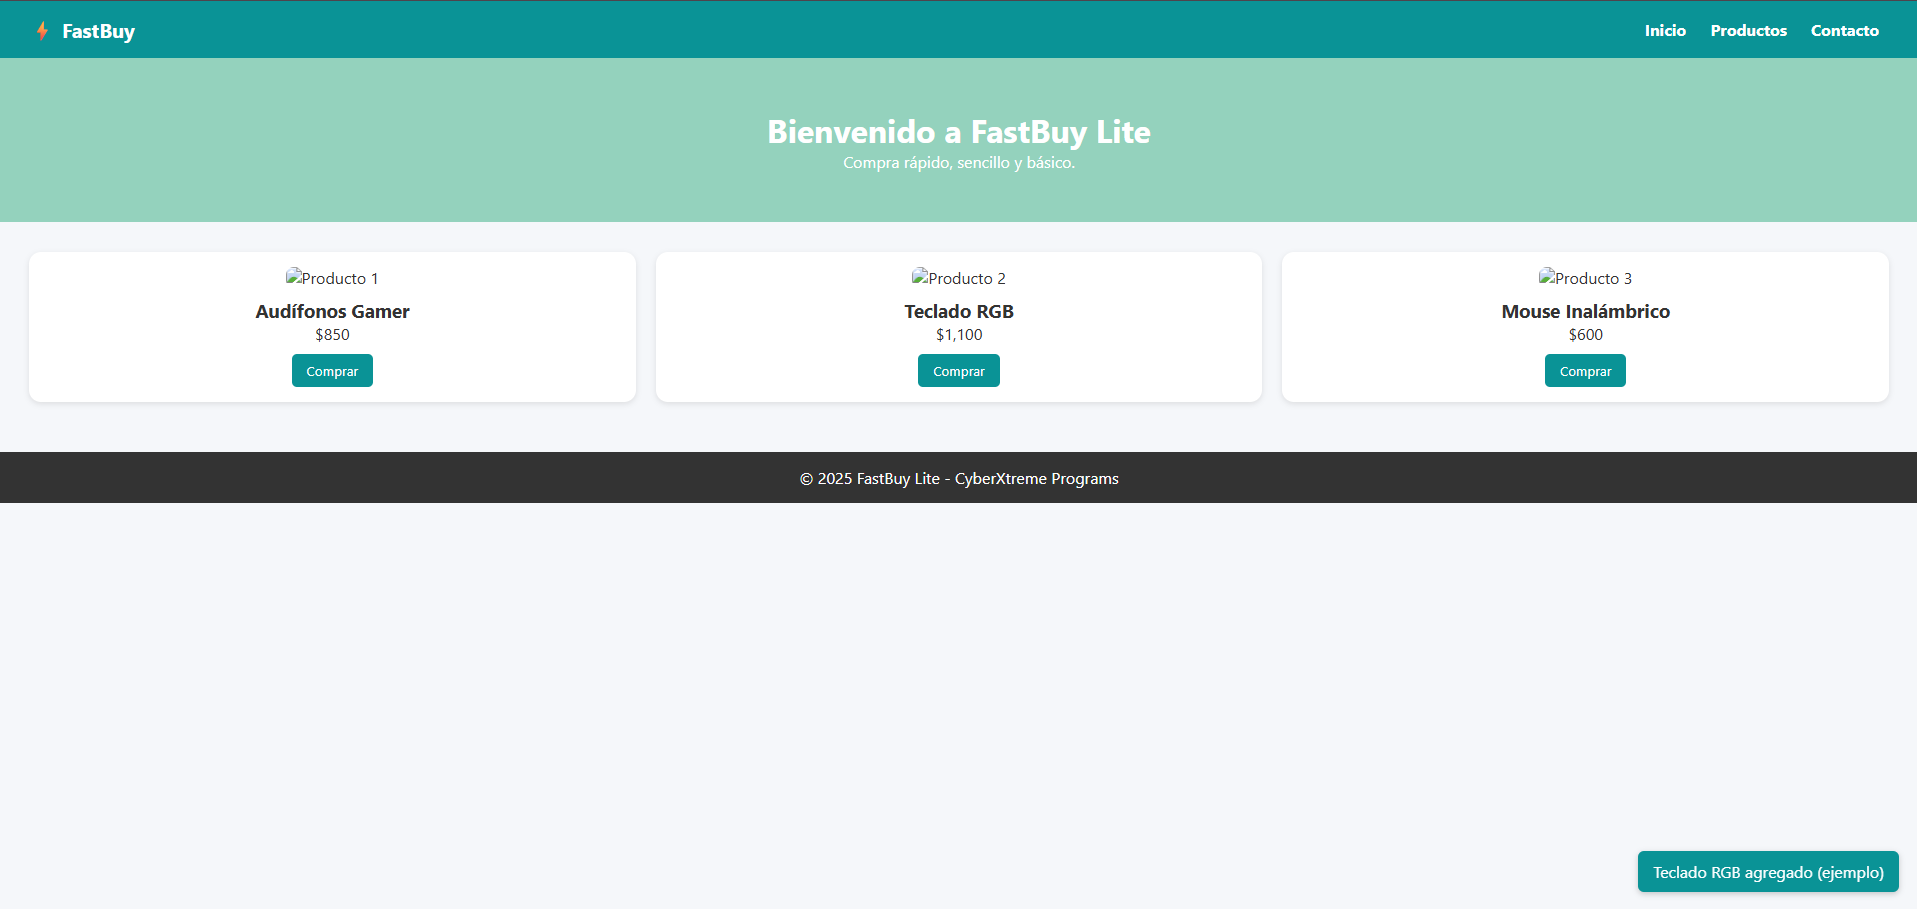 FastBuy
Inicio Productos Contacto
Bienvenido a FastBuy Lite
Compra rápido, sencillo y básico.
Producto 1
Audífonos Gamer
$850
Comprar
Producto 2
Teclado RGB
$1,100
Comprar
Producto 3
Mouse Inalámbrico
$600
Comprar
© 2025 FastBuy Lite - CyberXtreme Programs
Teclado RGB agregado (ejemplo)